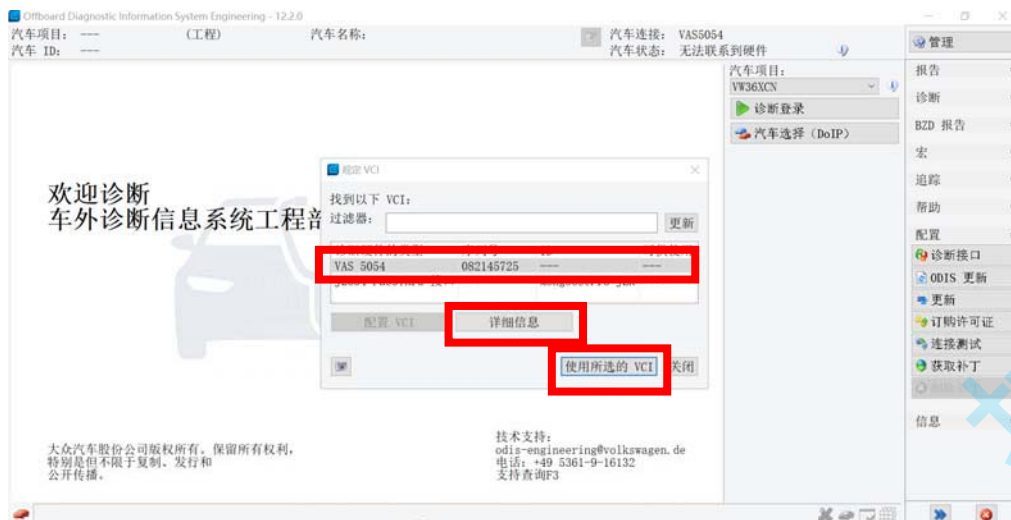 Offboard Diagnostic Information System Engineering - 12.2.0
汽车项目: --- (工程) 汽车名称: 汽车连接: VAS5054
汽车 ID: --- 汽车状态: 无法联系到硬件
管理
汽车项目:
VW36XCN
诊断登录
汽车选择 (DoIP)
报告
诊断
BZD 报告
宏
追踪
帮助
配置
诊断接口
ODIS 更新
更新
订购许可证
连接测试
获取补丁
信息
欢迎诊断
车外诊断信息系统工程部
规定 VCI
找到以下 VCI:
过滤器: 更新
VAS 5054 082145725 --- ---
配置 VCI 详细信息
使用所选的 VCI 关闭
大众汽车股份公司版权所有。保留所有权利,
特别是但不限于复制、发行和
公开传播。
技术支持:
odis-engineering@volkswagen.de
电话: +49 5361-9-16132
支持查询F3